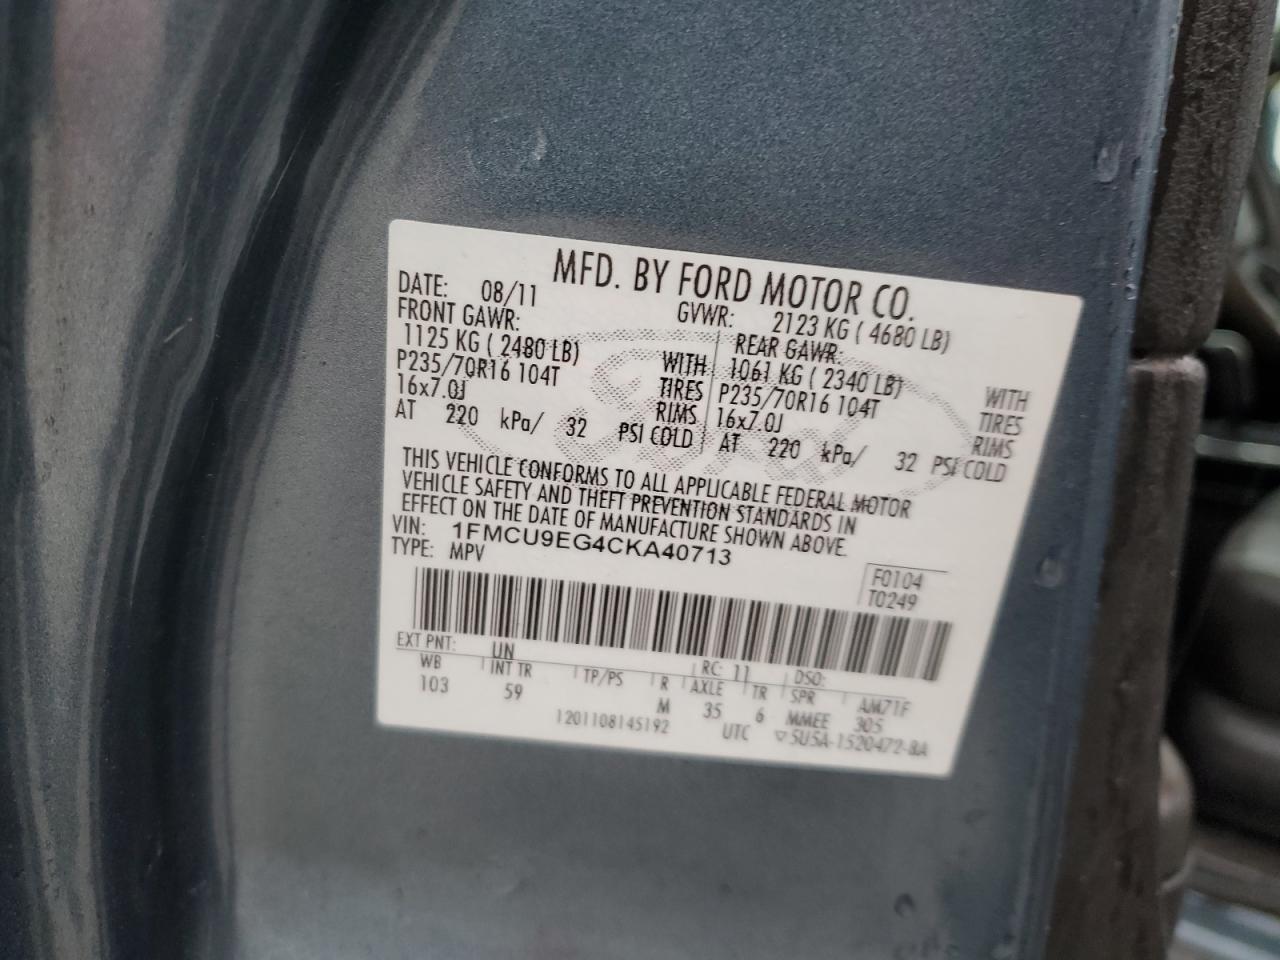 MFD. BY FORD MOTOR CO.
DATE: 08/11 GVWR: 2123 KG ( 4680 LB)
FRONT GAWR: REAR GAWR:
1125 KG ( 2480 LB) WITH 1061 KG ( 2340 LB) WITH
P235/70R16 104T TIRES P235/70R16 104T TIRES
16x7.0J RIMS 16x7.0J RIMS
AT 220 kPa/ 32 PSI COLD AT 220 kPa/ 32 PSI COLD
THIS VEHICLE CONFORMS TO ALL APPLICABLE FEDERAL MOTOR
VEHICLE SAFETY AND THEFT PREVENTION STANDARDS IN
EFFECT ON THE DATE OF MANUFACTURE SHOWN ABOVE.
VIN: 1FMCU9EG4CKA40713
TYPE: MPV
F0104
T0249
EXT PNT: UN RC: 11 DSO:
WB INT TR TP/PS R AXLE TR SPR AM71F
103 59 M 35 6 MMEE 305
1201108145192 UTC ▽5U5A-1520472-BA